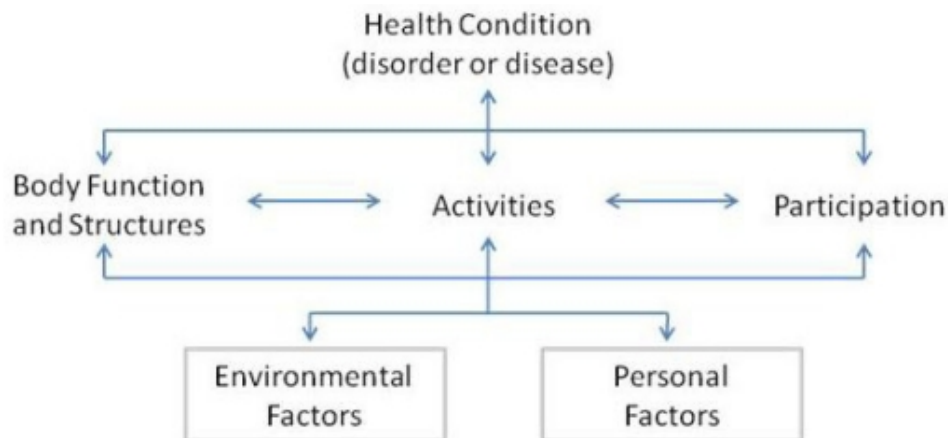 Health Condition
(disorder or disease)
Body Function
and Structures
Activities
Participation
Environmental
Factors
Personal
Factors